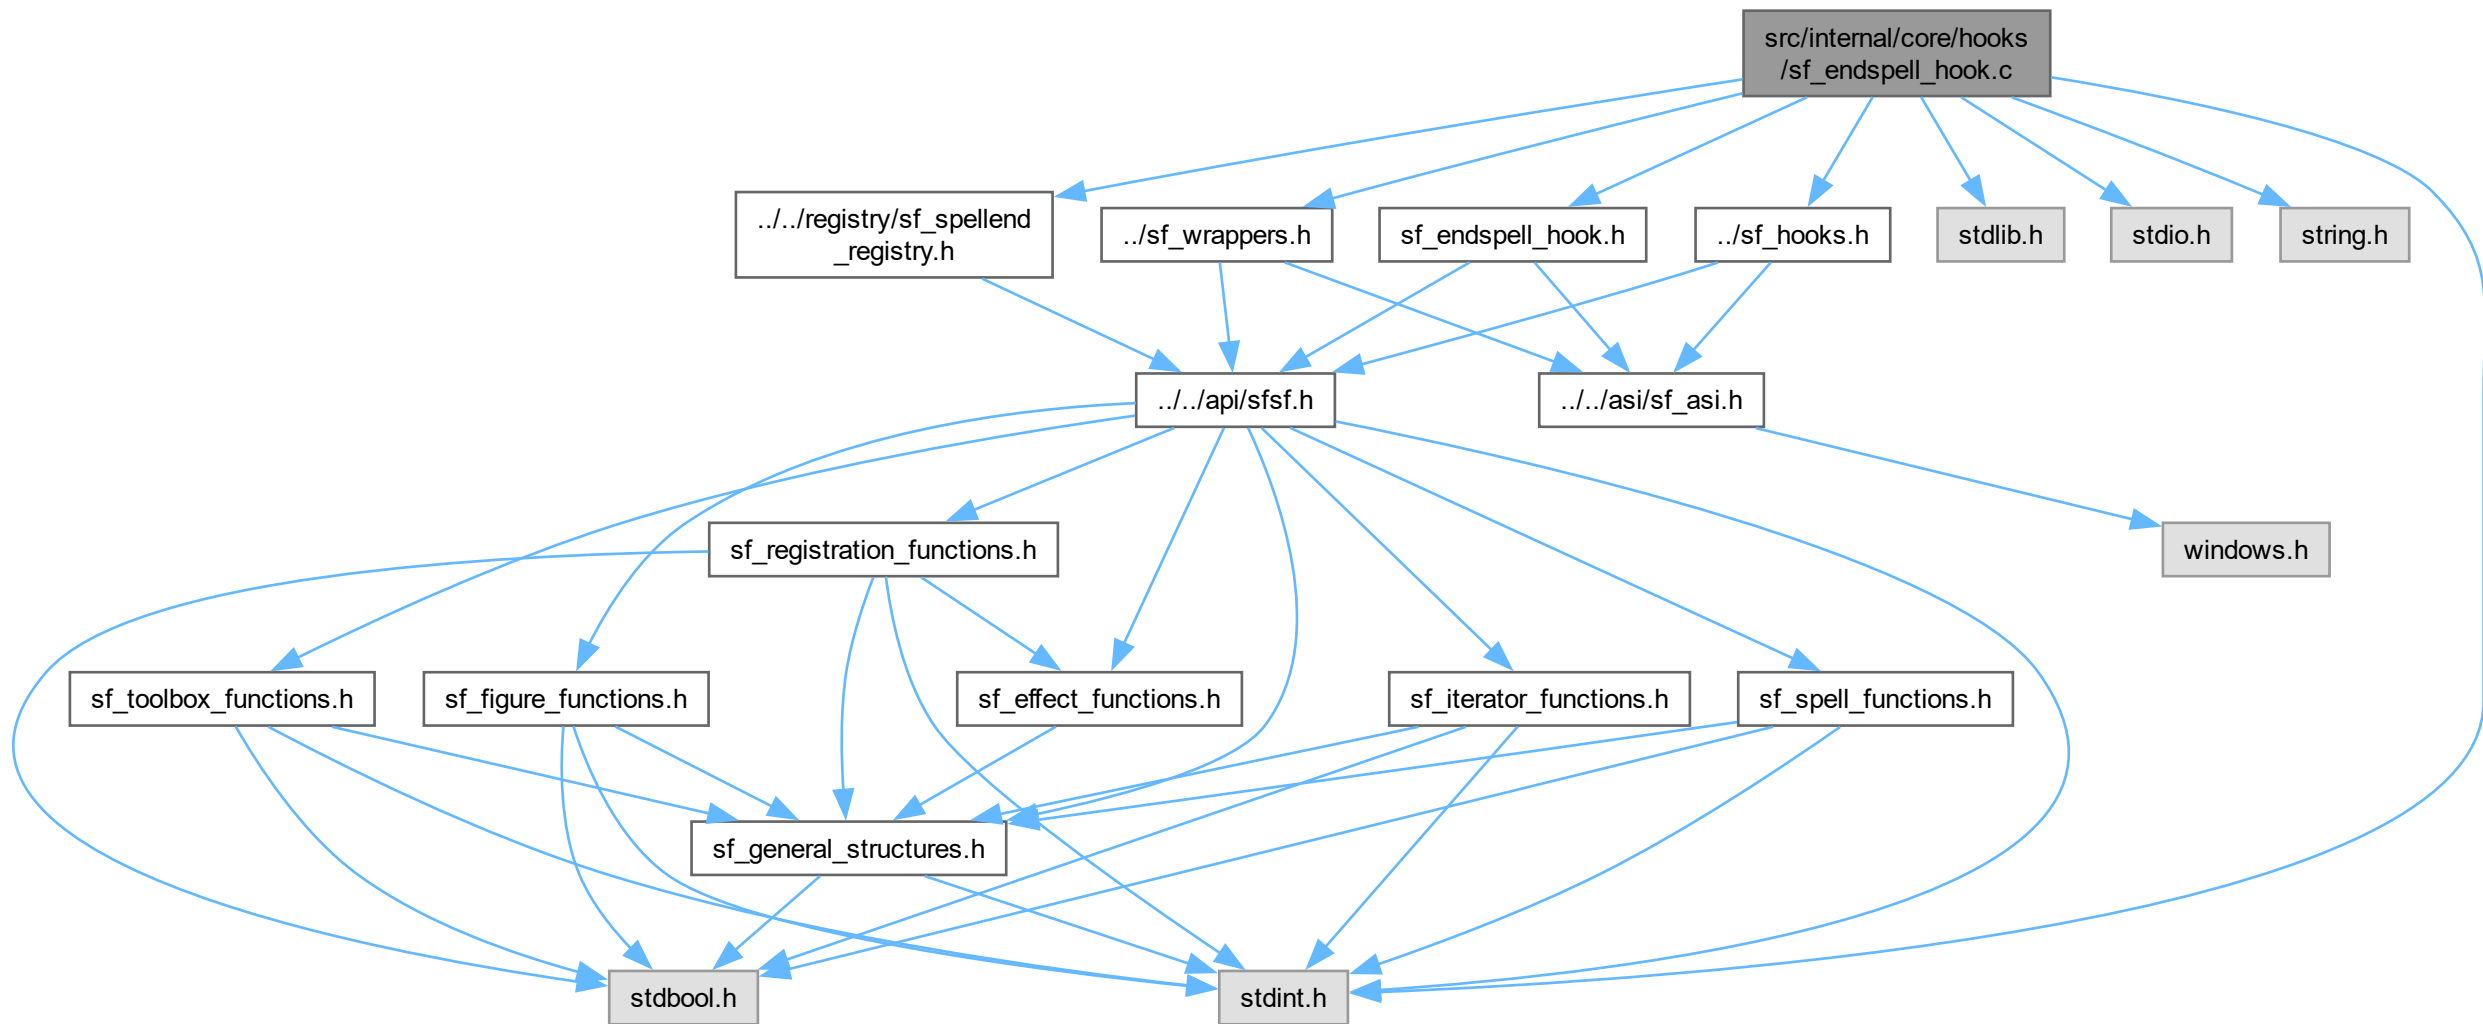 src/internal/core/hooks
/sf_endspell_hook.c
../../registry/sf_spellend
_registry.h
../sf_wrappers.h
sf_endspell_hook.h
../sf_hooks.h
stdlib.h
stdio.h
string.h
../../api/sfsf.h
../../asi/sf_asi.h
sf_registration_functions.h
windows.h
sf_toolbox_functions.h
sf_figure_functions.h
sf_effect_functions.h
sf_iterator_functions.h
sf_spell_functions.h
sf_general_structures.h
stdbool.h
stdint.h